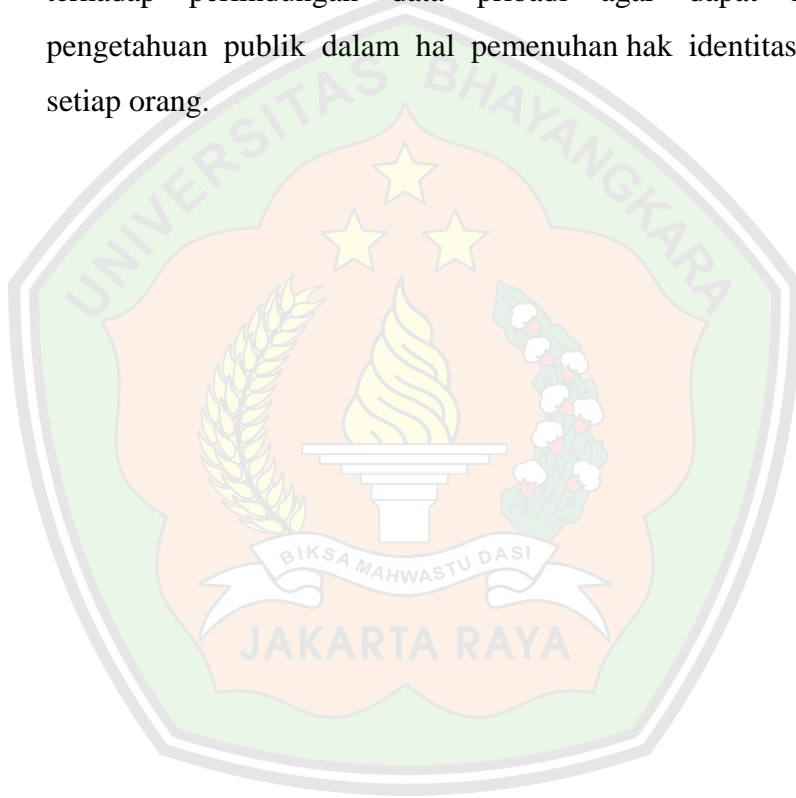 terhadap perlindungan data pribadi agar dapat
pengetahuan publik dalam hal pemenuhan hak identitas
setiap orang.
UNIVERSITAS BHAYANGKARA
BIKSA MAHWASTU DASI
JAKARTA RAYA